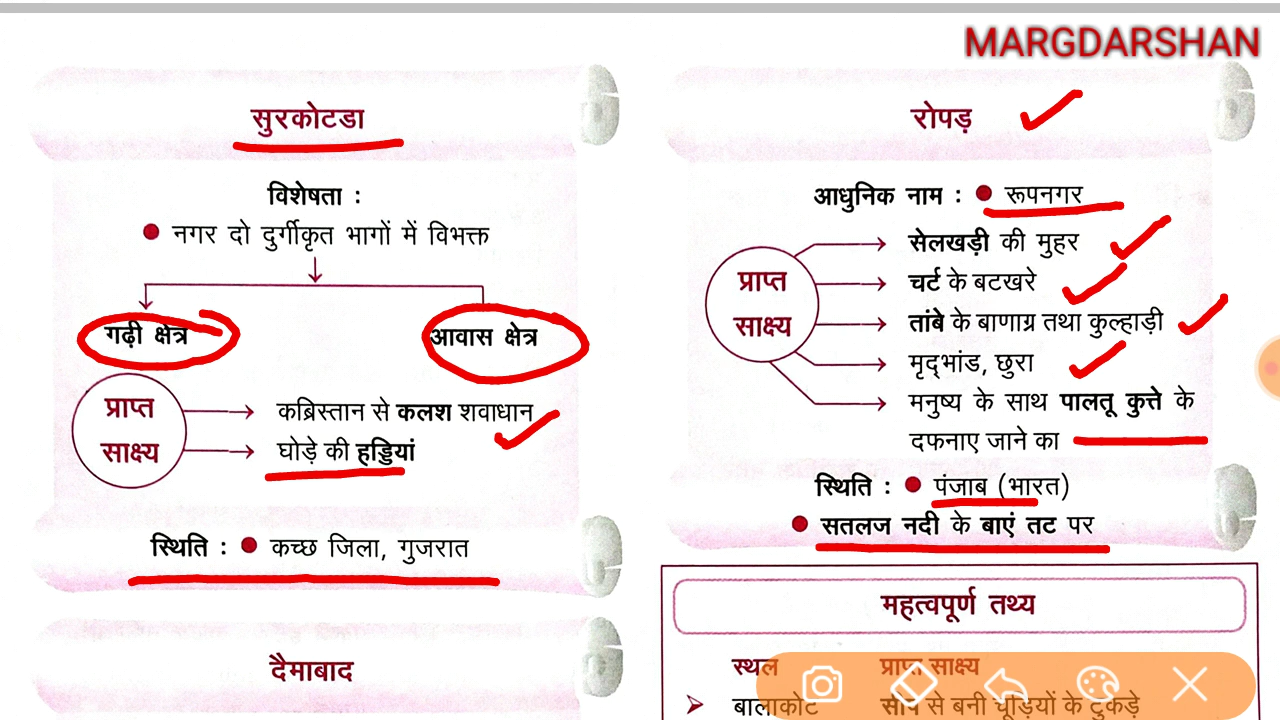 MARGDARSHAN
सुरकोटडा
विशेषता :
नगर दो दुर्गीकृत भागों में विभक्त
गढ़ी क्षेत्र
आवास क्षेत्र
प्राप्त
साक्ष्य
कब्रिस्तान से कलश शवाधान
घोड़े की हड्डियां
स्थिति : कच्छ जिला, गुजरात
दैमाबाद
रोपड़
आधुनिक नाम : रूपनगर
प्राप्त
साक्ष्य
सेलखड़ी की मुहर
चर्ट के बटखरे
तांबे के बाणाग्र तथा कुल्हाड़ी
मृद्भांड, छुरा
मनुष्य के साथ पालतू कुत्ते के
दफनाए जाने का
स्थिति : पंजाब (भारत)
सतलज नदी के बाएं तट पर
महत्वपूर्ण तथ्य
स्थल प्राप्त साक्ष्य
बालाकोट सीप से बनी चूड़ियों के टुकड़े